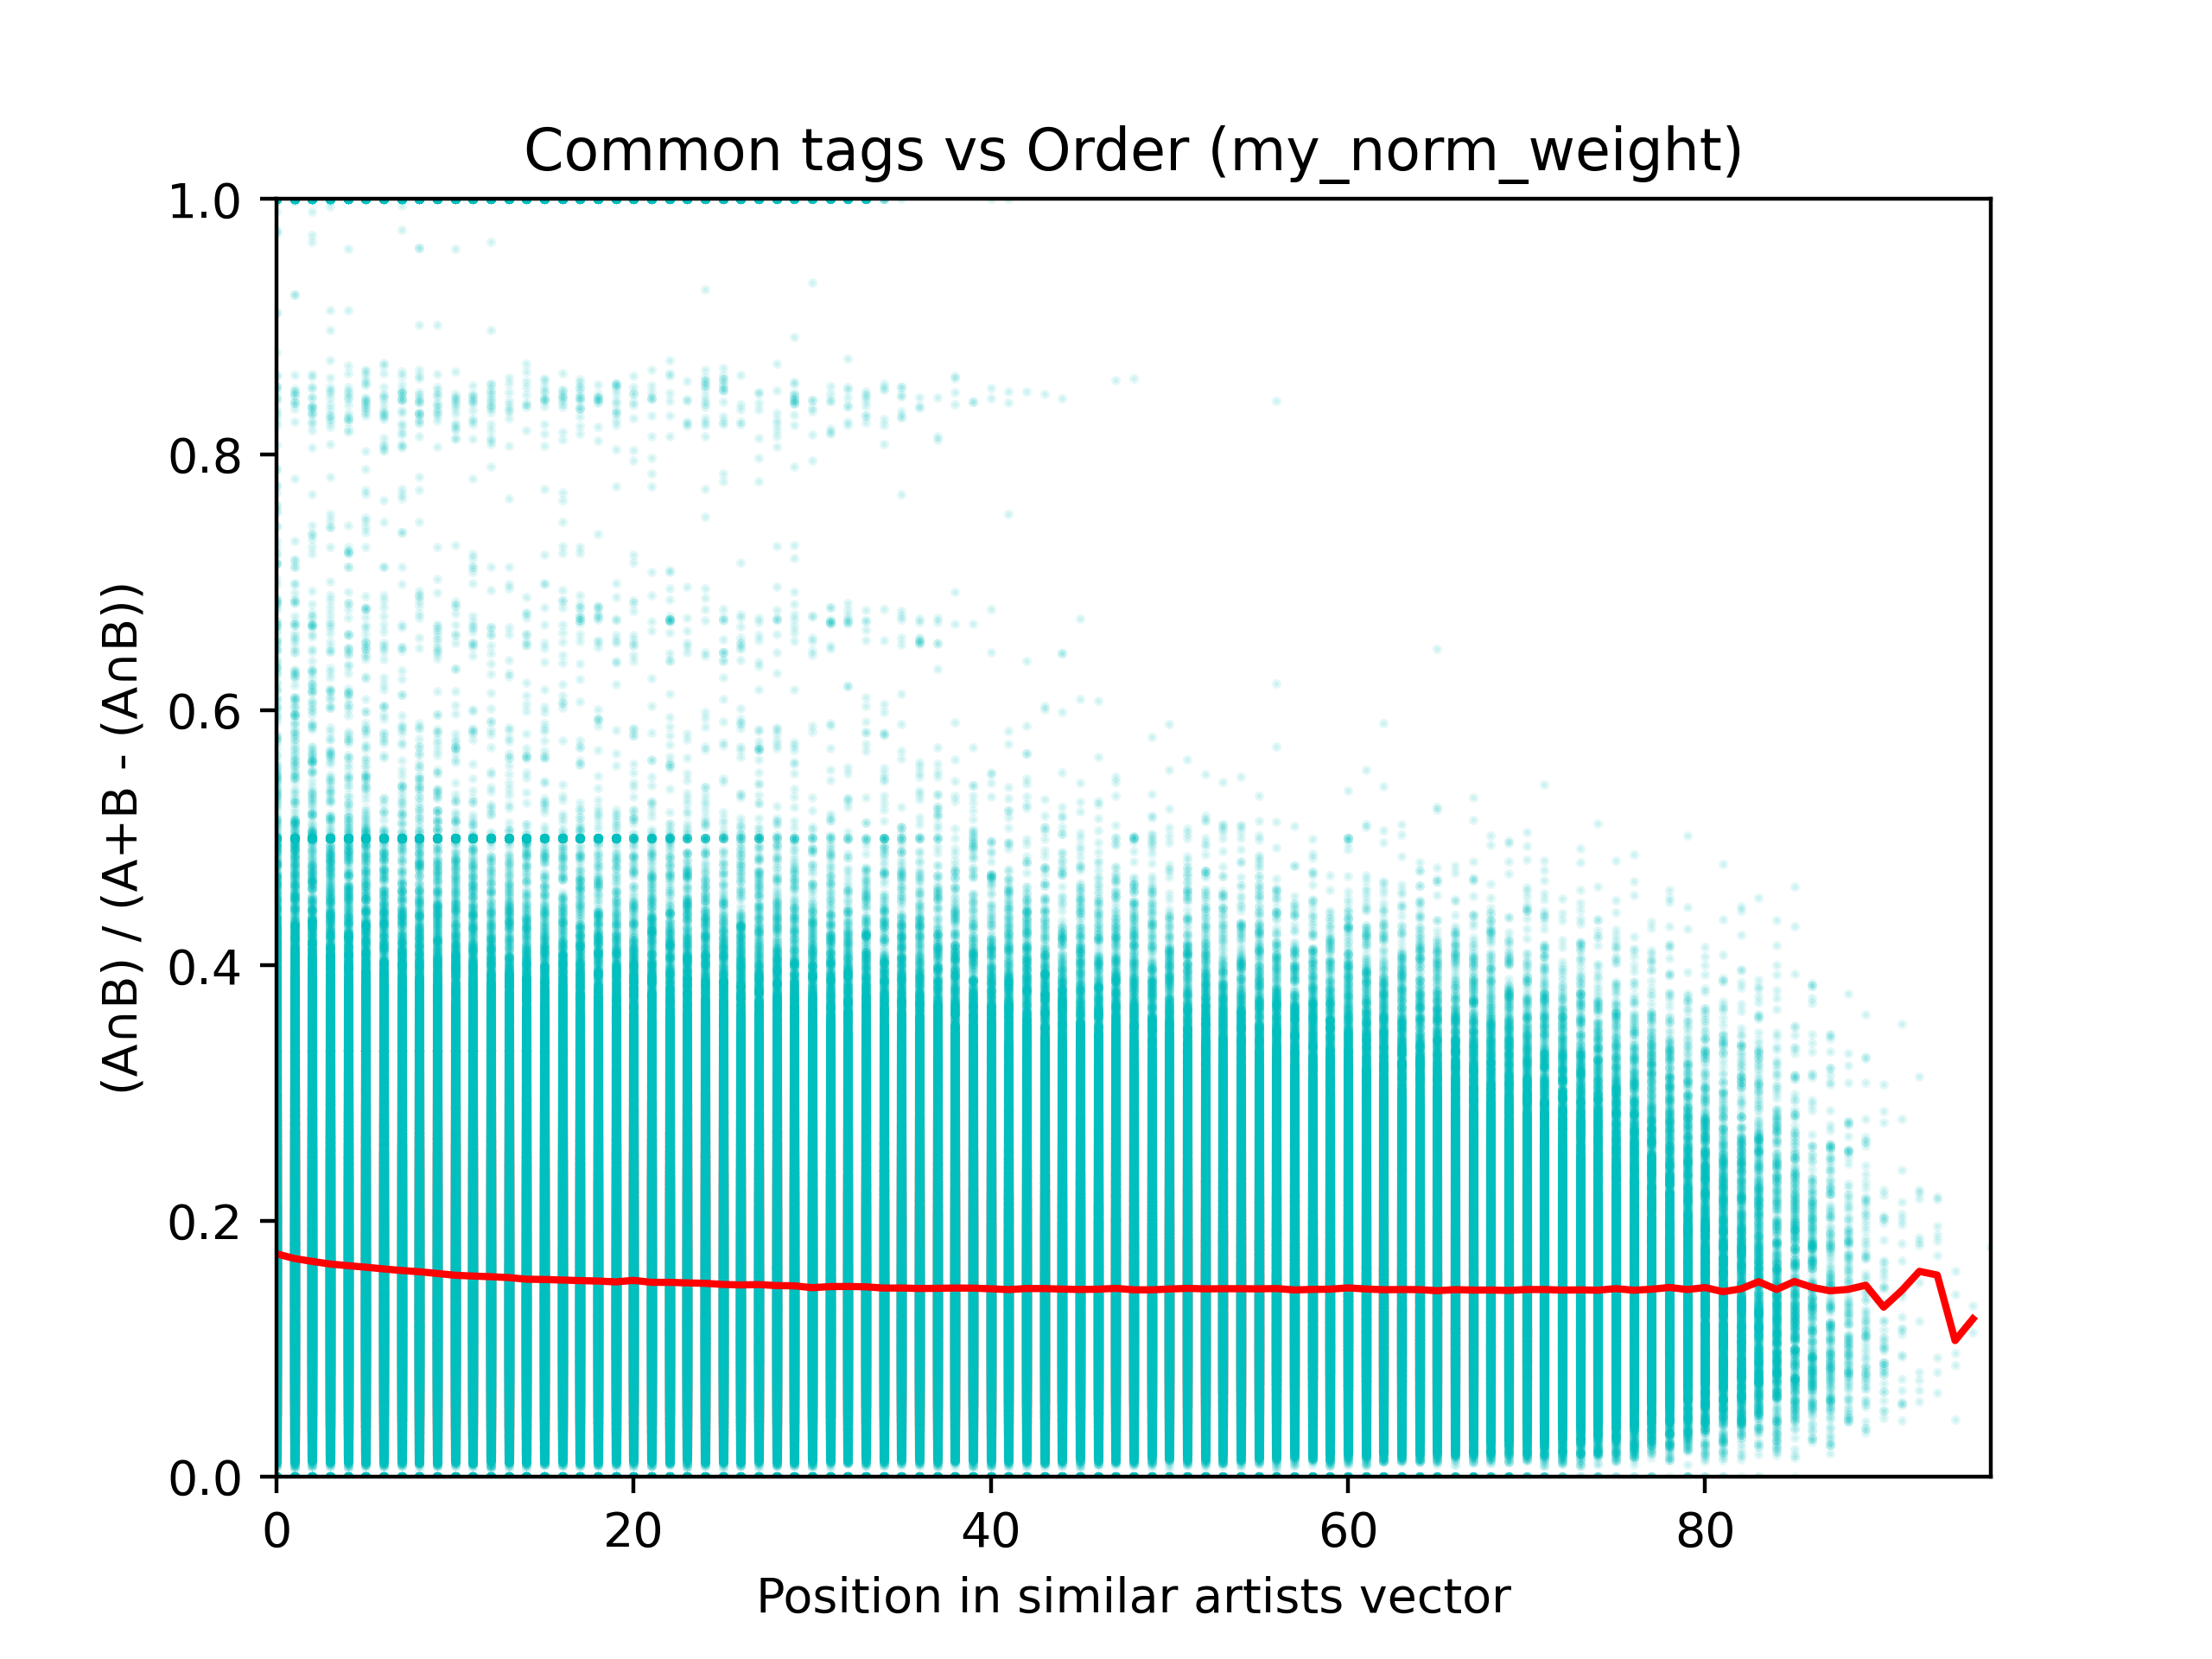 Common tags vs Order (my_norm_weight)
1.0
0.8
0.6
0.4
0.2
0.0
(A∩B) / (A+B - (A∩B))
0 20 40 60 80
Position in similar artists vector